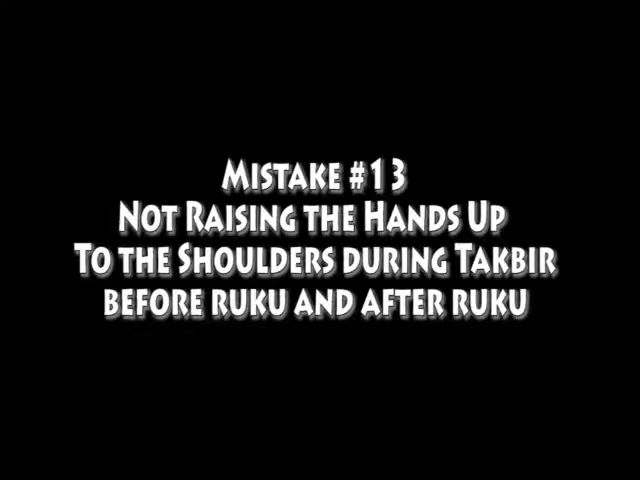 Mistake #13
Not Raising the Hands Up
To the Shoulders during Takbir
before ruku and after ruku